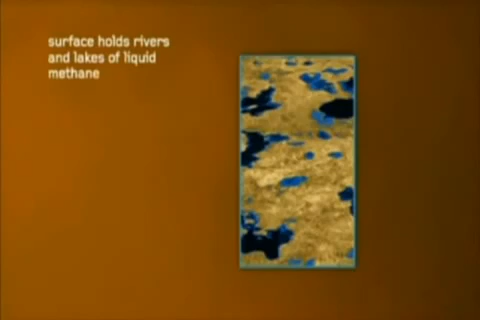 surface holds rivers
and lakes of liquid
methane